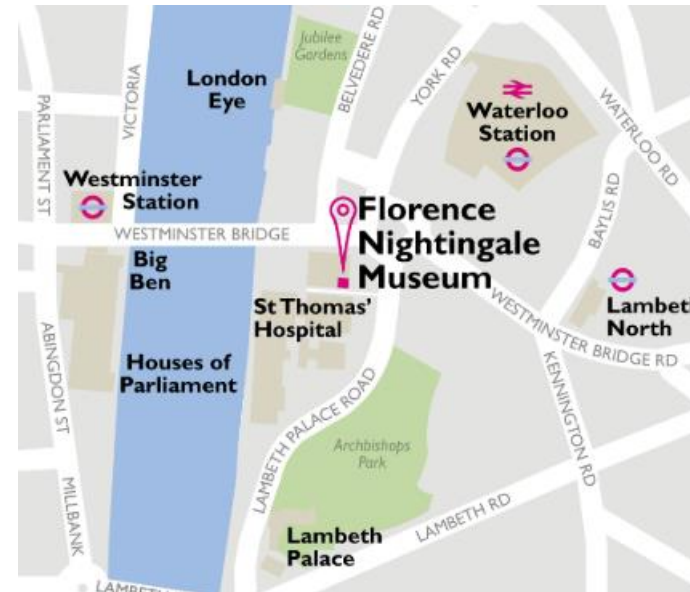 Jubilee
Gardens
London
Eye
BELVEDERE RD
YORK RD
Waterloo
Station
WATERLOO RD
PARLIAMENT ST
VICTORIA
Westminster
Station
BAYLIS RD
WESTMINSTER BRIDGE
Florence
Nightingale
Museum
Big
Ben
St Thomas'
Hospital
Lambet
North
WESTMINSTER BRIDGE RD
ABINGDON ST
Houses of
Parliament
KENNINGTON RD
LAMBETH PALACE ROAD
Archbishops
Park
MILLBANK
LAMBETH RD
Lambeth
Palace
LAMBETH